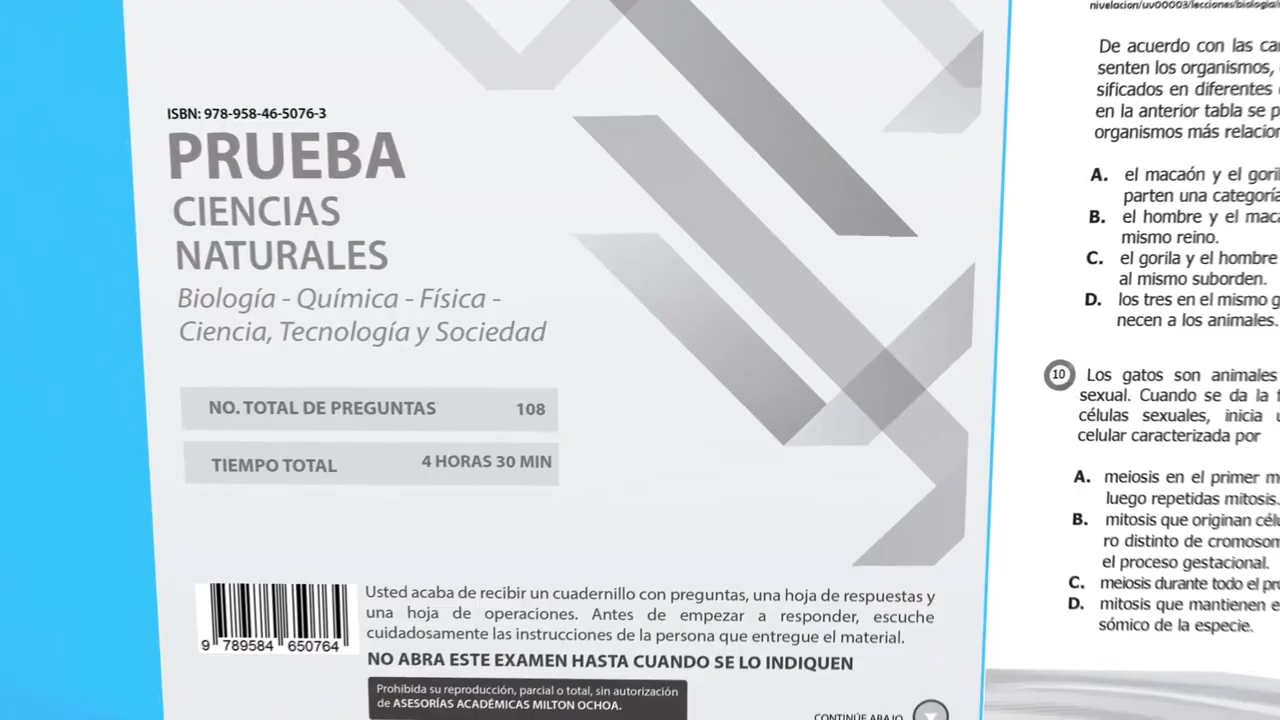 ISBN: 978-958-46-5076-3
PRUEBA
CIENCIAS
NATURALES
Biología - Química - Física -
Ciencia, Tecnología y Sociedad
NO. TOTAL DE PREGUNTAS 108
TIEMPO TOTAL 4 HORAS 30 MIN
9 789584 650764
Usted acaba de recibir un cuadernillo con preguntas, una hoja de respuestas y
una hoja de operaciones. Antes de empezar a responder, escuche
cuidadosamente las instrucciones de la persona que entregue el material.
NO ABRA ESTE EXAMEN HASTA CUANDO SE LO INDIQUEN
Prohibida su reproducción, parcial o total, sin autorización
de ASESORÍAS ACADÉMICAS MILTON OCHOA.
CONTINÚE ABAJO
nivelacion/uv00003/lecciones/biologia/
De acuerdo con las
senten los organismos,
sificados en diferentes
en la anterior tabla se
organismos más
A. el macaón y el
parten una
B. el hombre y el
mismo reino.
C. el gorila y el hombre
al mismo suborden.
D. los tres en el mismo
necen a los animales.
10 Los gatos son animales
sexual. Cuando se da la
células sexuales, inicia
celular caracterizada por
A. meiosis en el primer
luego repetidas mitosis.
B. mitosis que originan
ro distinto de
el proceso gestacional.
C. meiosis durante todo el
D. mitosis que mantienen
sómico de la especie.